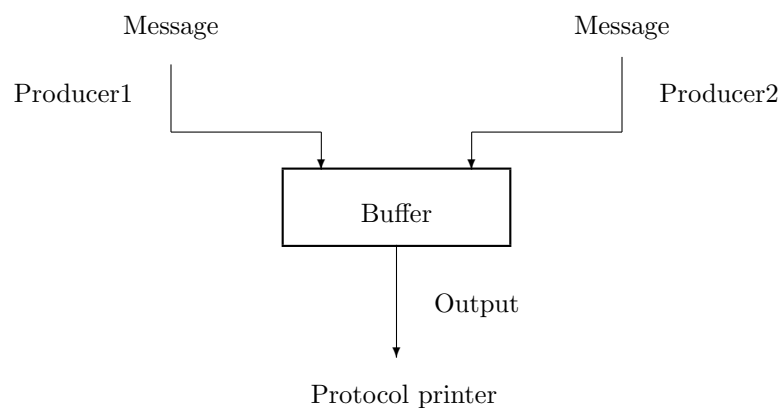 Message
Message
Producer1
Producer2
Buffer
Output
Protocol printer